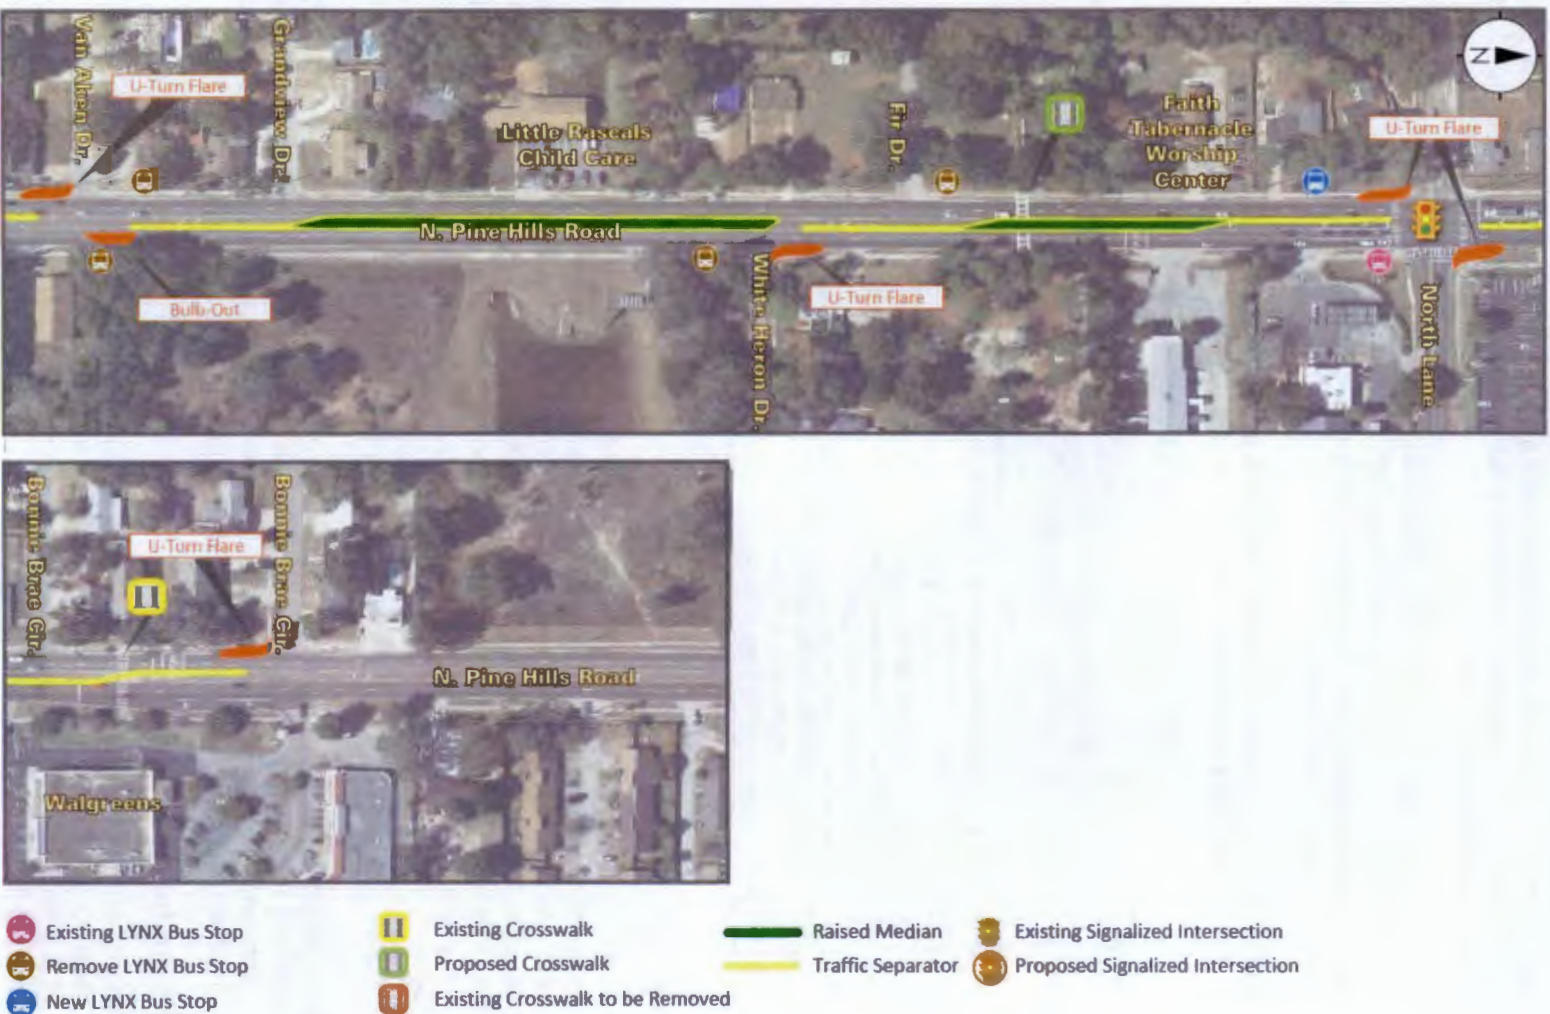 Van Aken Dr.
U-Turn Flare
Grandview Dr.
Little Rascals
Child Care
Fir Dr.
Faith
Tabernacle
Worship
Center
U-Turn Flare
N
N. Pine Hills Road
Bulb-Out
White Heron Dr.
U-Turn Flare
North Lane
Bonnie Brae Cir.
U-Turn Flare
Bonnie Brae Cir.
N. Pine Hills Road
Walgreens
Existing LYNX Bus Stop
Remove LYNX Bus Stop
New LYNX Bus Stop
Existing Crosswalk
Proposed Crosswalk
Existing Crosswalk to be Removed
Raised Median
Traffic Separator
Existing Signalized Intersection
Proposed Signalized Intersection